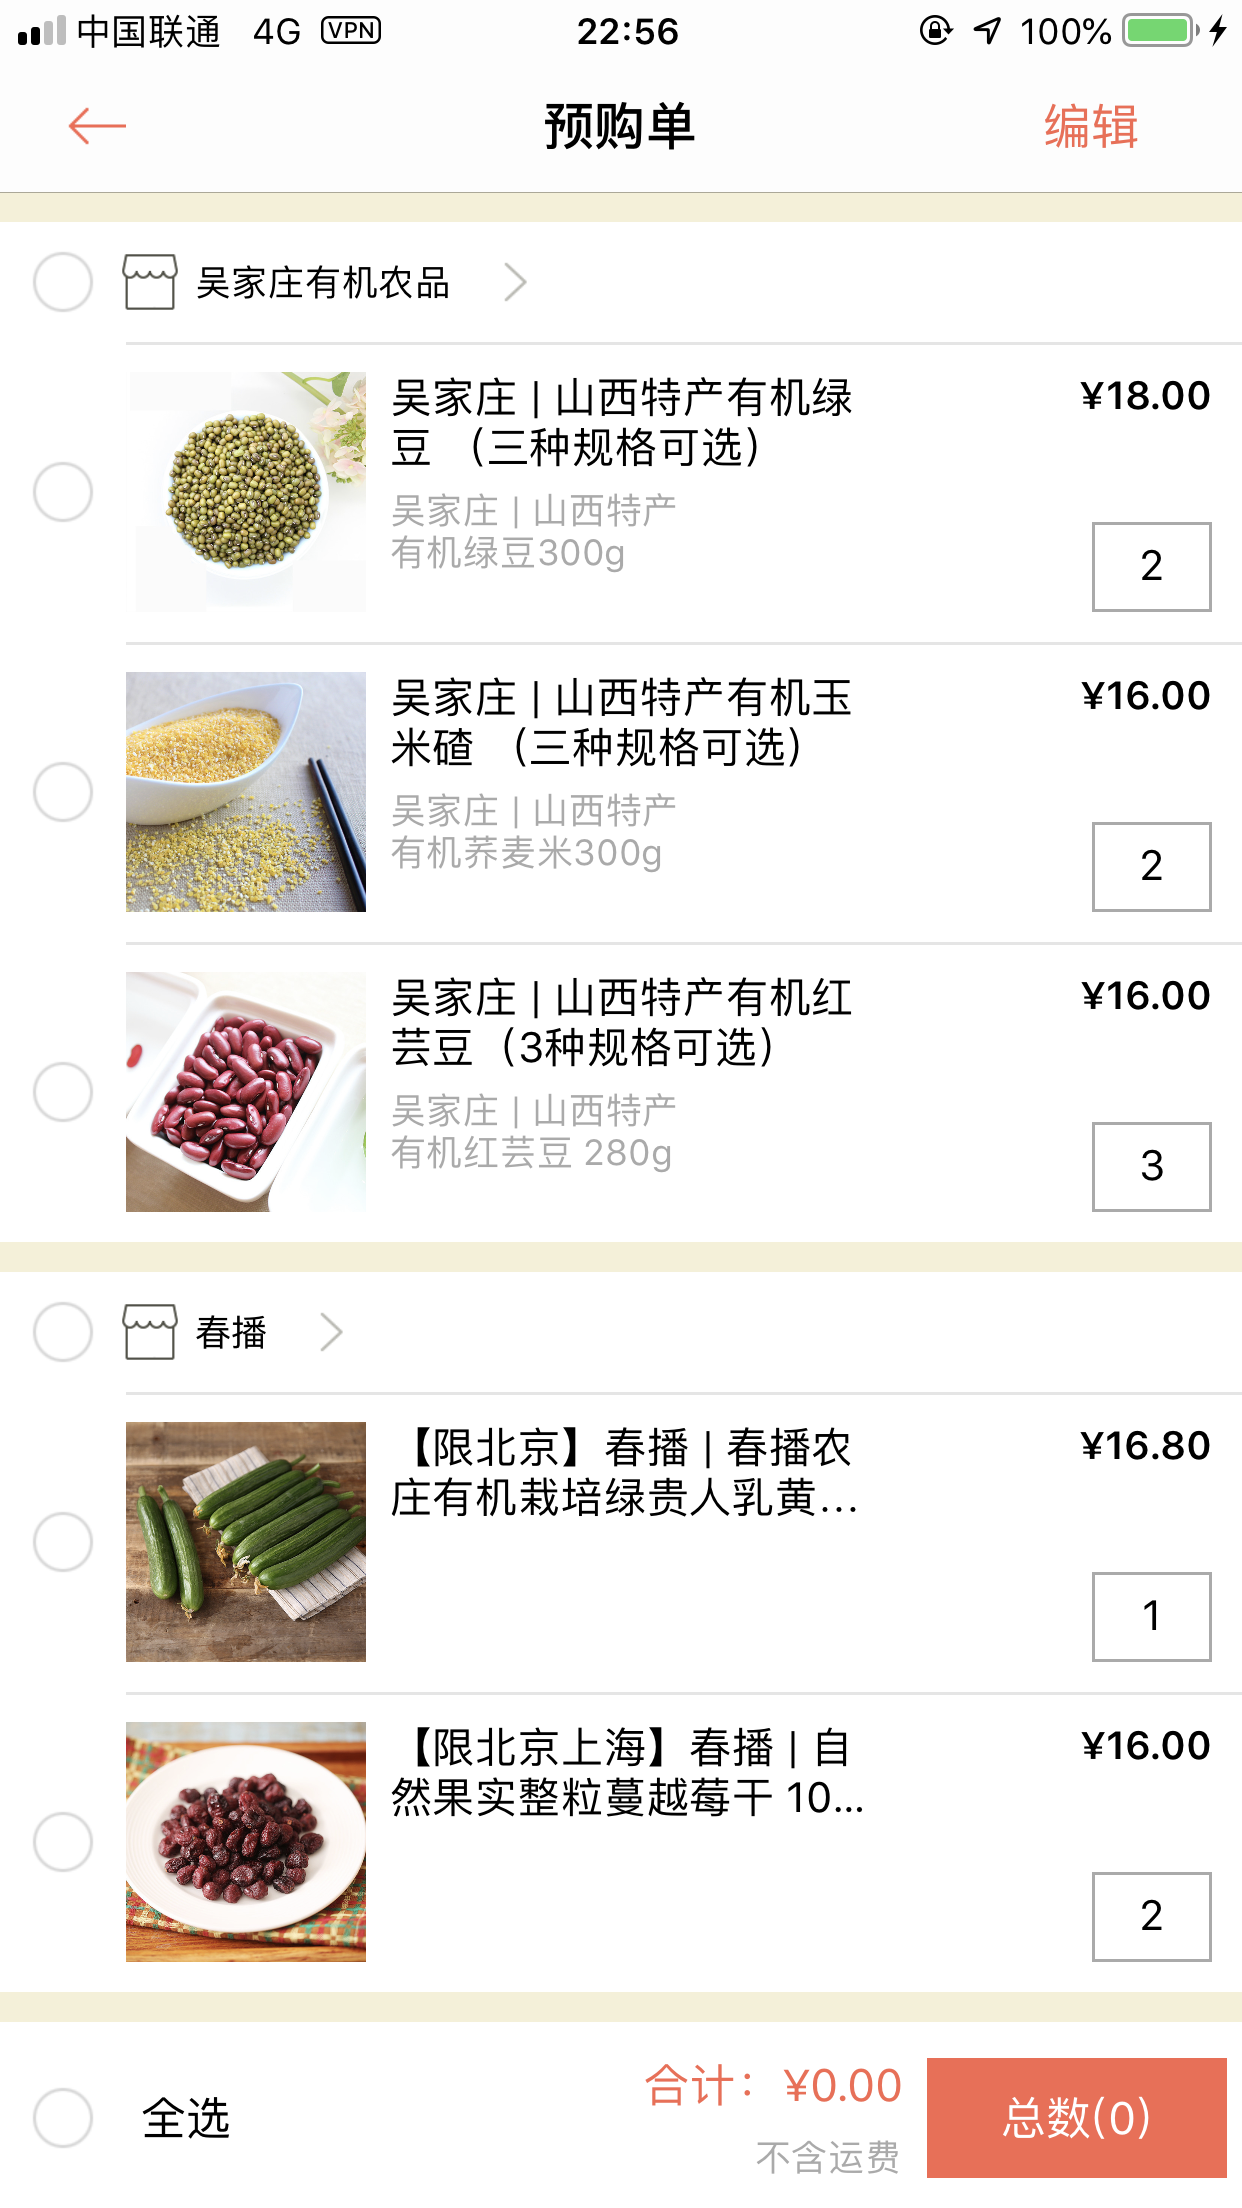 中国联通 4G VPN 22:56 100%
预购单 编辑
吴家庄有机农品
吴家庄 | 山西特产有机绿 ¥18.00
豆 （三种规格可选）
吴家庄 | 山西特产
有机绿豆300g
2
吴家庄 | 山西特产有机玉 ¥16.00
米碴 （三种规格可选）
吴家庄 | 山西特产
有机荞麦米300g
2
吴家庄 | 山西特产有机红 ¥16.00
芸豆（3种规格可选）
吴家庄 | 山西特产
有机红芸豆 280g
3
春播
【限北京】春播 | 春播农 ¥16.80
庄有机栽培绿贵人乳黄...
1
【限北京上海】春播 | 自 ¥16.00
然果实整粒蔓越莓干 10...
2
全选 合计：¥0.00 总数(0)
不含运费